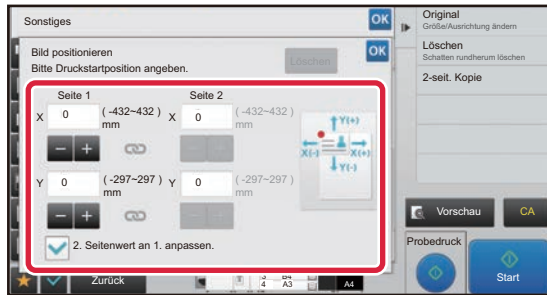 Sonstiges
OK
Bild positionieren
Bitte Druckstartposition angeben.
Löschen
OK
Seite 1
Seite 2
X 0 ( -432~432 ) mm
X 0 ( -432~432 ) mm
− +
− +
Y 0 ( -297~297 ) mm
Y 0 ( -297~297 ) mm
− +
− +
Y(+)
X(-) X(+)
Y(-)
2. Seitenwert an 1. anpassen.
Zurück
3 B4
4 A3
A4
Original
Größe/Ausrichtung ändern
Löschen
Schatten rundherum löschen
2-seit. Kopie
Vorschau
CA
Probedruck
Start